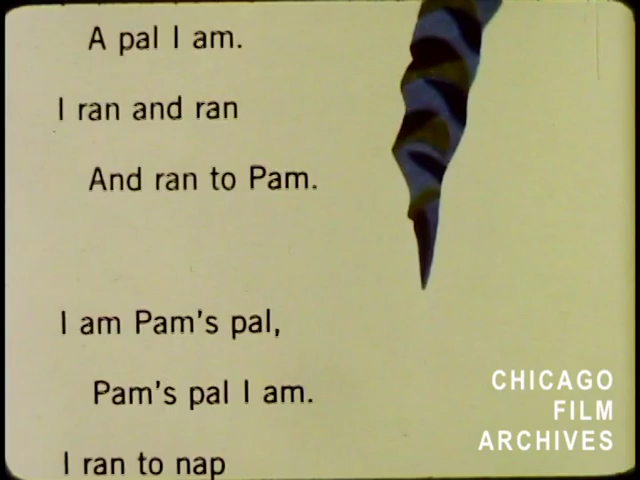 A pal I am.
I ran and ran
And ran to Pam.
I am Pam's pal,
Pam's pal I am.
I ran to nap
CHICAGO
FILM
ARCHIVES